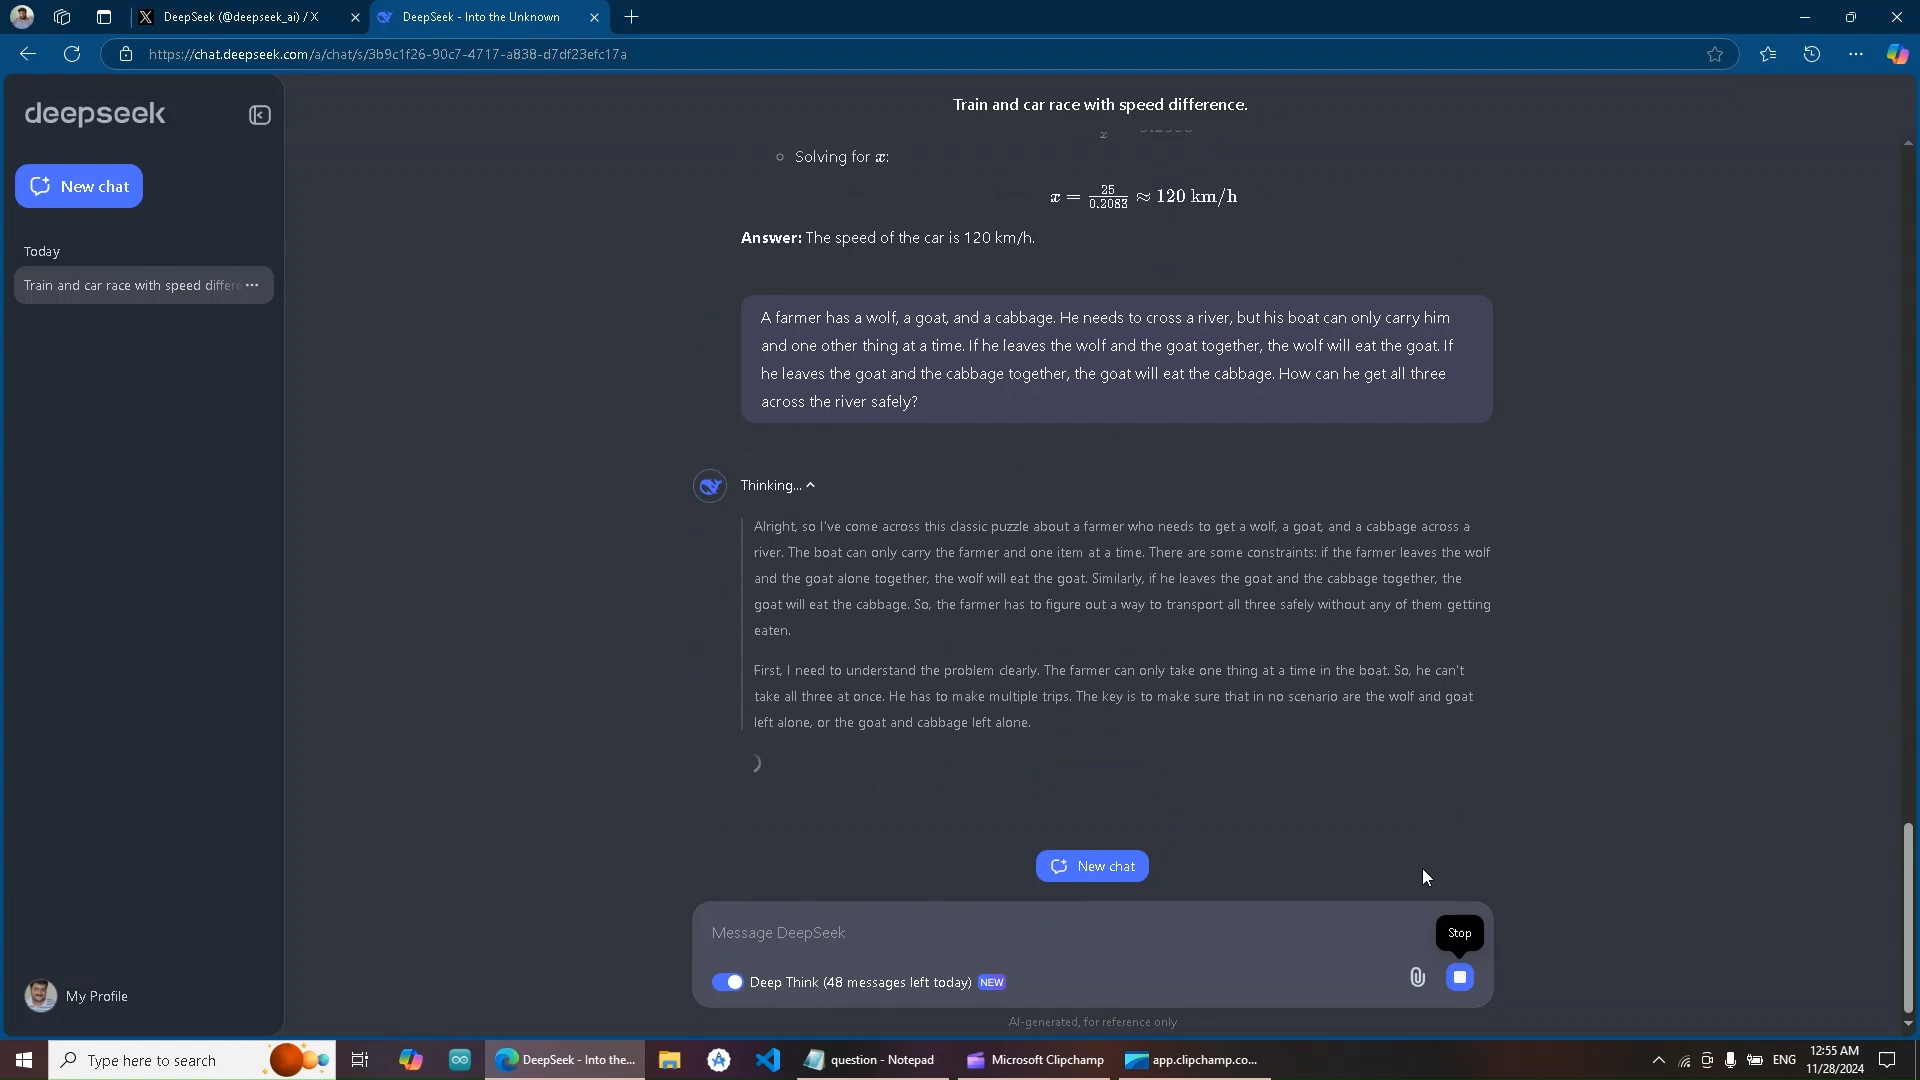 DeepSeek (@deepseek_ai) / X
DeepSeek - Into the Unknown
https://chat.deepseek.com/a/chat/s/3b9c1f26-90c7-4717-a838-d7df23efc17a
deepseek
New chat
Today
Train and car race with speed differe
My Profile
Train and car race with speed difference.
x
Solving for x:
x = 25/0.2083 ≈ 120 km/h
Answer: The speed of the car is 120 km/h.
A farmer has a wolf, a goat, and a cabbage. He needs to cross a river, but his boat can only carry him
and one other thing at a time. If he leaves the wolf and the goat together, the wolf will eat the goat. If
he leaves the goat and the cabbage together, the goat will eat the cabbage. How can he get all three
across the river safely?
Thinking...
Alright, so I've come across this classic puzzle about a farmer who needs to get a wolf, a goat, and a cabbage across a
river. The boat can only carry the farmer and one item at a time. There are some constraints: if the farmer leaves the wolf
and the goat alone together, the wolf will eat the goat. Similarly, if he leaves the goat and the cabbage together, the
goat will eat the cabbage. So, the farmer has to figure out a way to transport all three safely without any of them getting
eaten.
First, I need to understand the problem clearly. The farmer can only take one thing at a time in the boat. So, he can't
take all three at once. He has to make multiple trips. The key is to make sure that in no scenario are the wolf and goat
left alone, or the goat and cabbage left alone.
New chat
Message DeepSeek
Stop
Deep Think (48 messages left today) NEW
AI-generated, for reference only
Type here to search
DeepSeek - Into the...
question - Notepad
Microsoft Clipchamp
app.clipchamp.co...
ENG
12:55 AM
11/28/2024